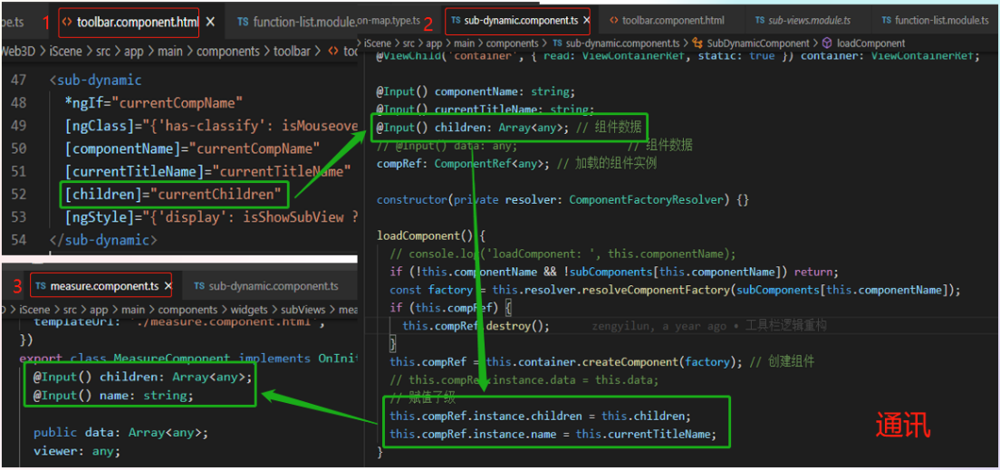 pe.ts
1
toolbar.component.html ×
TS function-list.module.ts
Web3D > iScene > src > app > main > components > toolbar >
47 <sub-dynamic
48 *ngIf="currentCompName"
49 [ngClass]="{'has-classify': isMouseove
50 [componentName]="currentCompName"
51 [currentTitleName]="currentTitleName"
52 [children]="currentChildren"
53 [ngStyle]="{'display': isShowSubView ?
54 </sub-dynamic>
on-map.type.ts
2
TS sub-dynamic.component.ts ×
toolbar.component.html
TS sub-views.module.ts
TS function-list.module.ts
iScene > src > app > main > components > TS sub-dynamic.component.ts > SubDynamicComponent > loadComponent
@ViewChild('container', { read: ViewContainerRef, static: true }) container: ViewContainerRef;
@Input() componentName: string;
@Input() currentTitleName: string;
@Input() children: Array<any>; // 组件数据
// @Input() data: any; // 组件数据
compRef: ComponentRef<any>; // 加载的组件实例
constructor(private resolver: ComponentFactoryResolver) {}
loadComponent() {
// console.log('loadComponent: ', this.componentName);
if (!this.componentName && !subComponents[this.componentName]) return;
const factory = this.resolver.resolveComponentFactory(subComponents[this.componentName]);
if (this.compRef) {
this.compRef.destroy(); zengyilun, a year ago • 工具栏逻辑重构
}
this.compRef = this.container.createComponent(factory); // 创建组件
// this.compRef.instance.data = this.data;
// 赋值子级
this.compRef.instance.children = this.children;
this.compRef.instance.name = this.currentTitleName;
}
通讯
3
TS measure.component.ts ×
TS sub-dynamic.component.ts
D > iScene > src > app > main > components > widgets > subViews > mea
templateUrl: './measure.component.html',
})
export class MeasureComponent implements OnInit
@Input() children: Array<any>;
@Input() name: string;
public data: Array<any>;
viewer: any;